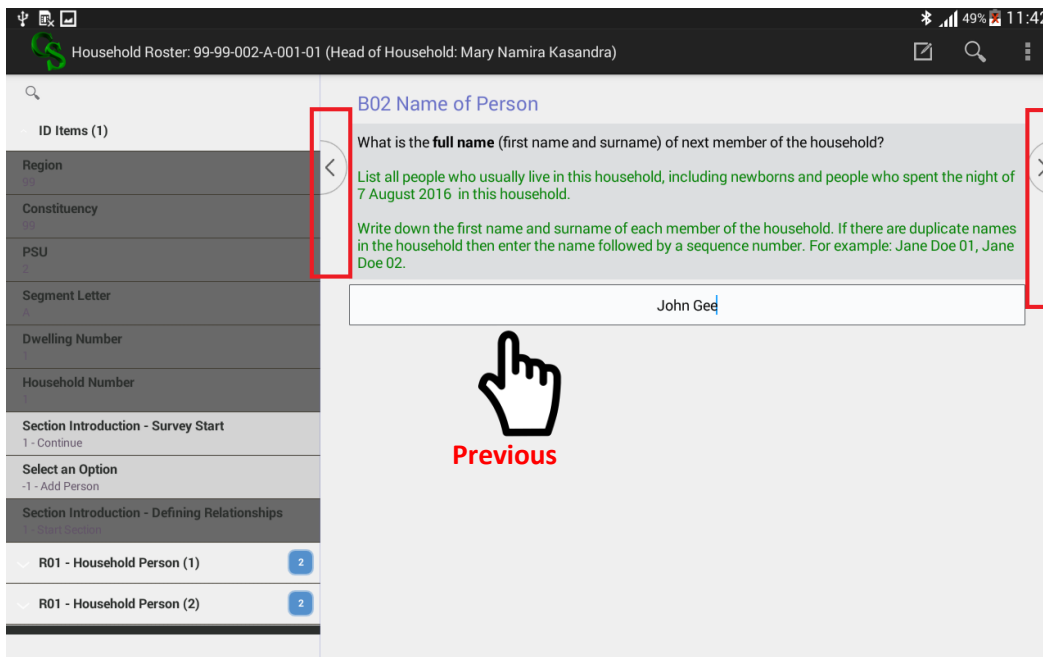 49% 11:42
Household Roster: 99-99-002-A-001-01 (Head of Household: Mary Namira Kasandra)
ID Items (1)
Region
99
Constituency
99
PSU
2
Segment Letter
A
Dwelling Number
1
Household Number
1
Section Introduction - Survey Start
1 - Continue
Select an Option
-1 - Add Person
Section Introduction - Defining Relationships
1 - Start Section
R01 - Household Person (1) 2
R01 - Household Person (2) 2
B02 Name of Person
What is the full name (first name and surname) of next member of the household?
List all people who usually live in this household, including newborns and people who spent the night of
7 August 2016 in this household.
Write down the first name and surname of each member of the household. If there are duplicate names
in the household then enter the name followed by a sequence number. For example: Jane Doe 01, Jane
Doe 02.
John Gee
Previous